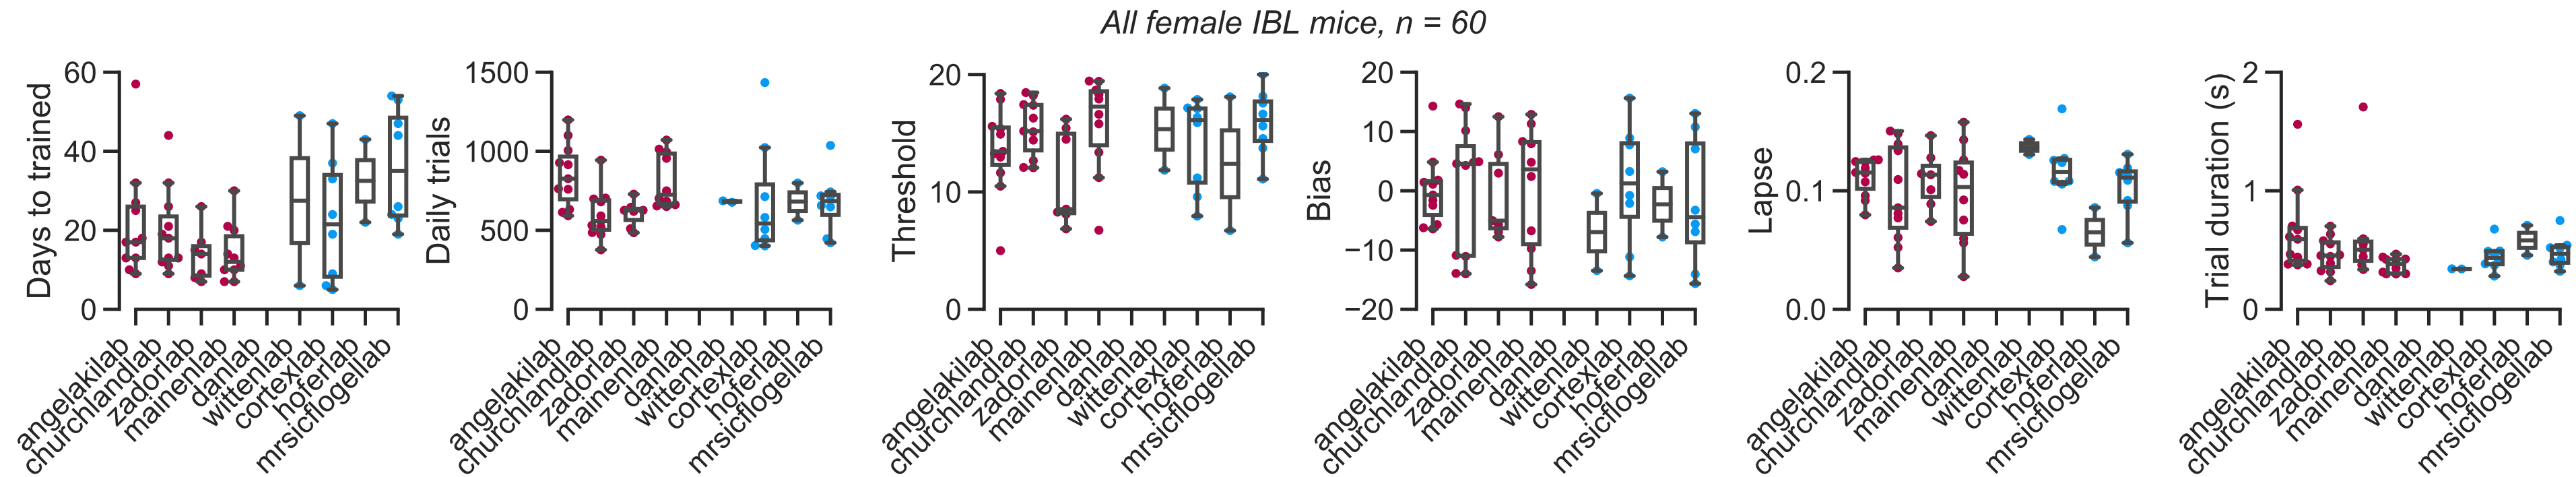 All female IBL mice, n = 60
Days to trained
60
40
20
0
angelakilab
churchlandlab
zadorlab
mainenlab
danlab
wittenlab
cortexlab
hoferlab
mrsicflogellab
Daily trials
1500
1000
500
0
angelakilab
churchlandlab
zadorlab
mainenlab
danlab
wittenlab
cortexlab
hoferlab
mrsicflogellab
Threshold
20
10
0
angelakilab
churchlandlab
zadorlab
mainenlab
danlab
wittenlab
cortexlab
hoferlab
mrsicflogellab
Bias
20
10
0
−10
−20
angelakilab
churchlandlab
zadorlab
mainenlab
danlab
wittenlab
cortexlab
hoferlab
mrsicflogellab
Lapse
0.2
0.1
0.0
angelakilab
churchlandlab
zadorlab
mainenlab
danlab
wittenlab
cortexlab
hoferlab
mrsicflogellab
Trial duration (s)
2
1
0
angelakilab
churchlandlab
zadorlab
mainenlab
danlab
wittenlab
cortexlab
hoferlab
mrsicflogellab